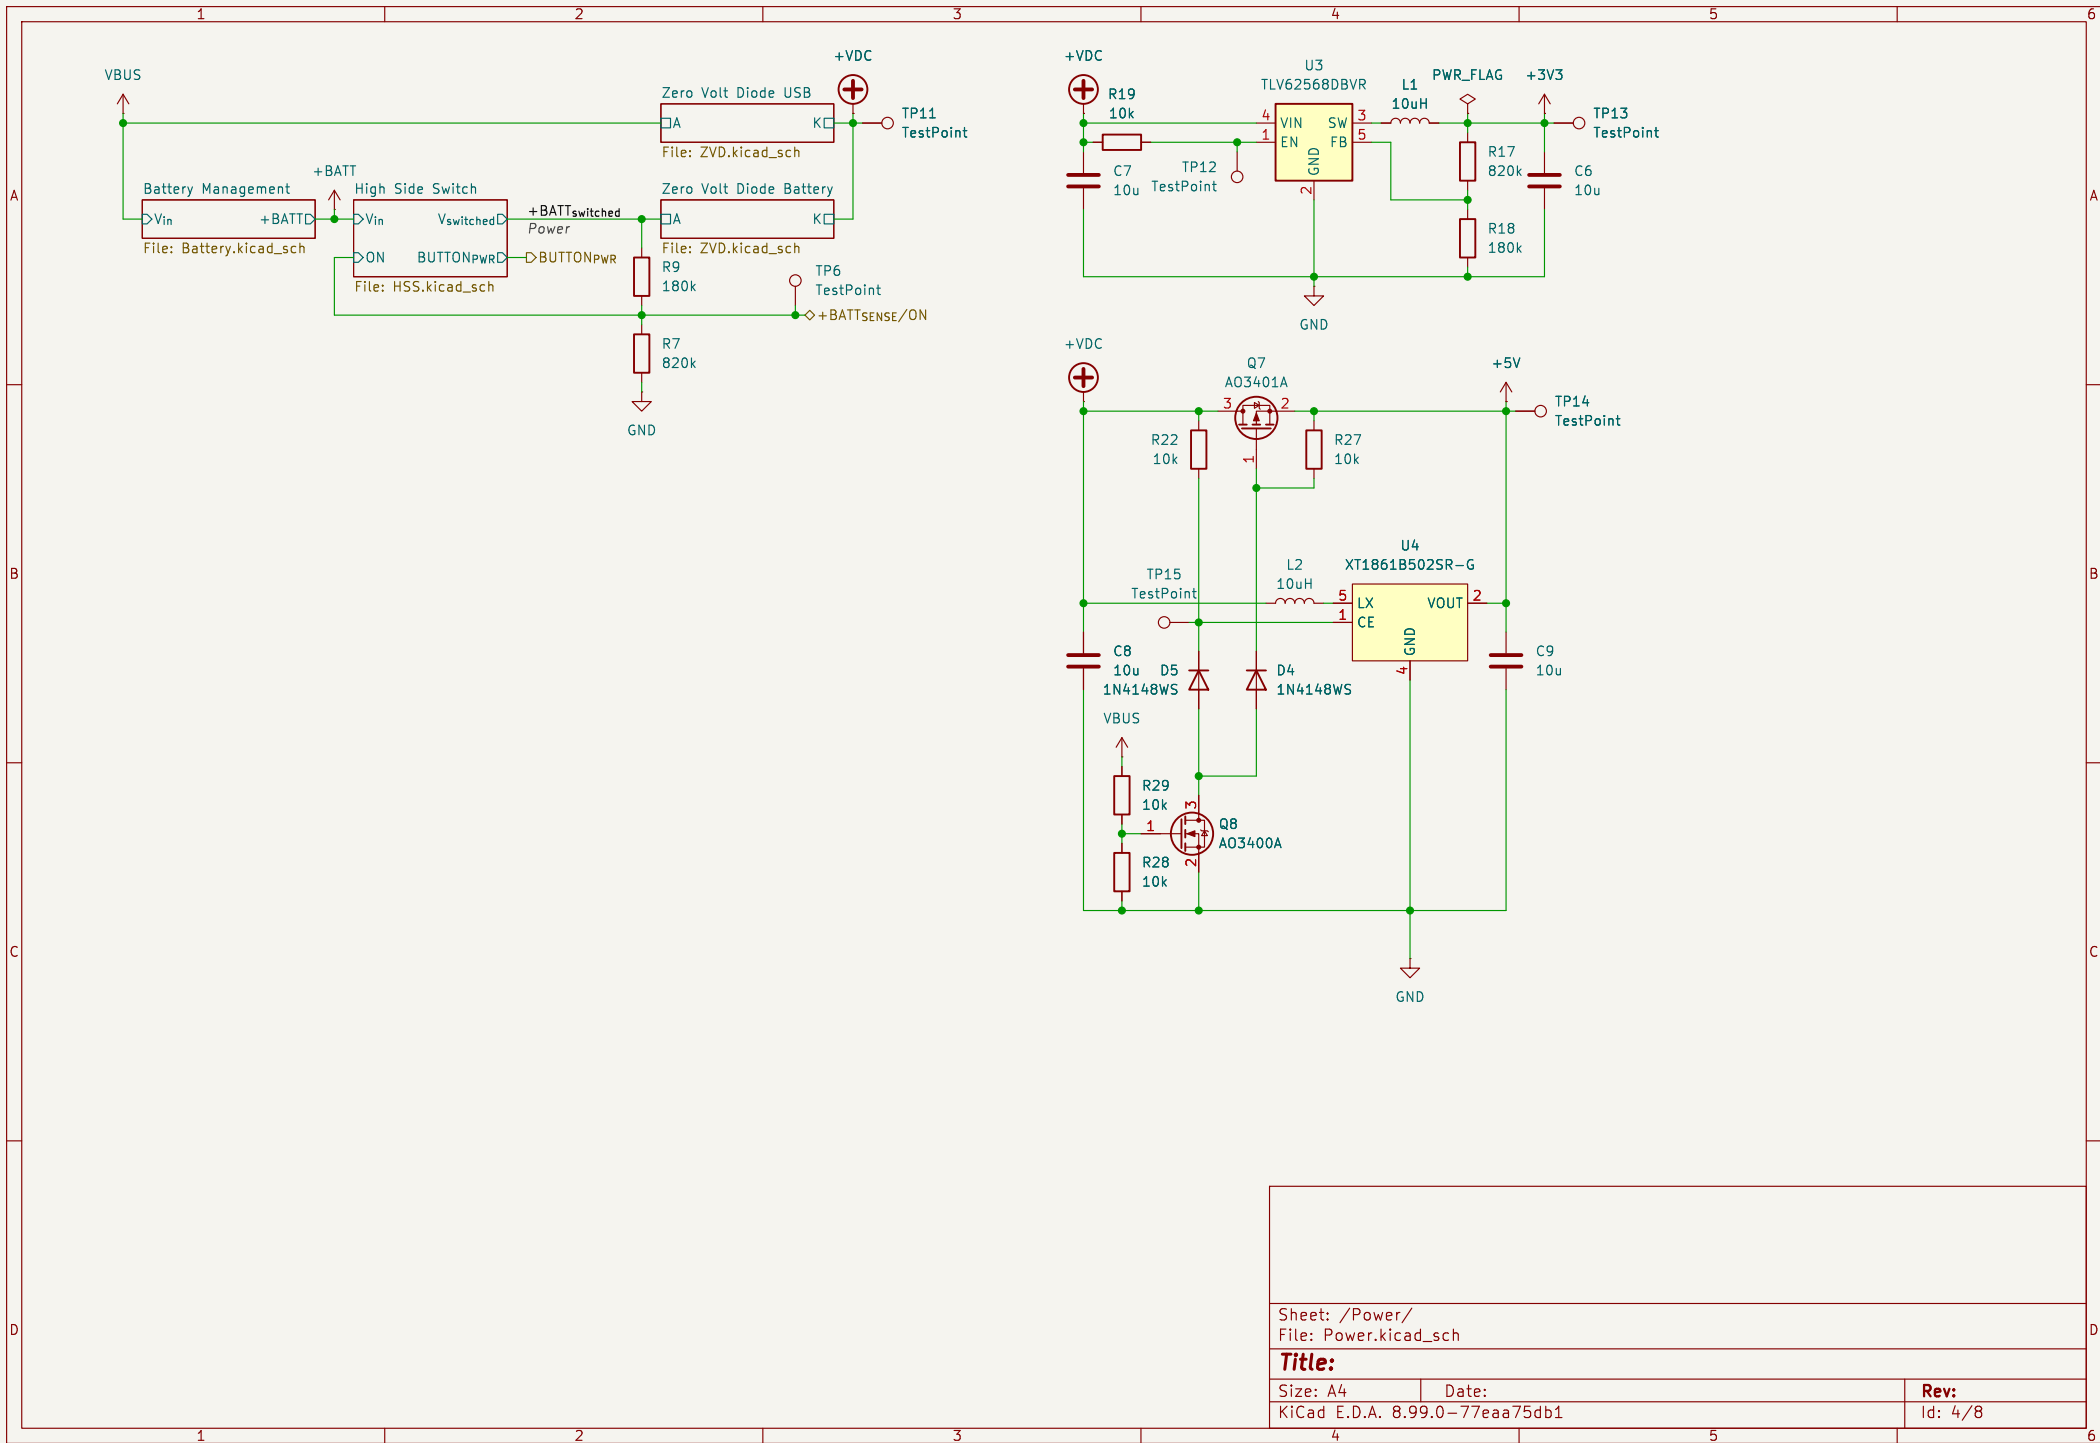 1 2 3 4 5 6
A
B
C
D
VBUS
+VDC
Zero Volt Diode USB
A K
File: ZVD.kicad_sch
TP11
TestPoint
+BATT
Battery Management
Vin +BATT
File: Battery.kicad_sch
High Side Switch
Vin Vswitched
ON BUTTONPWR
File: HSS.kicad_sch
+BATTswitched
Power
BUTTONPWR
Zero Volt Diode Battery
A K
File: ZVD.kicad_sch
R9
180k
TP6
TestPoint
+BATTSENSE/ON
R7
820k
GND
+VDC
R19
10k
C7
10u
TP12
TestPoint
U3
TLV62568DBVR
4 VIN SW 3
1 EN FB 5
GND
2
L1
10uH
PWR_FLAG
+3V3
TP13
TestPoint
R17
820k
C6
10u
R18
180k
GND
+VDC
Q7
AO3401A
3 2
1
+5V
TP14
TestPoint
R22
10k
R27
10k
U4
XT1861B502SR-G
L2
10uH
TP15
TestPoint
5 LX VOUT 2
1 CE
GND
4
C8
10u
D5
1N4148WS
D4
1N4148WS
C9
10u
VBUS
R29
10k
3
1
2
Q8
AO3400A
R28
10k
GND
Sheet: /Power/
File: Power.kicad_sch
Title:
Size: A4 Date: Rev:
KiCad E.D.A. 8.99.0-77eaa75db1 Id: 4/8
A
B
C
D
1 2 3 4 5 6